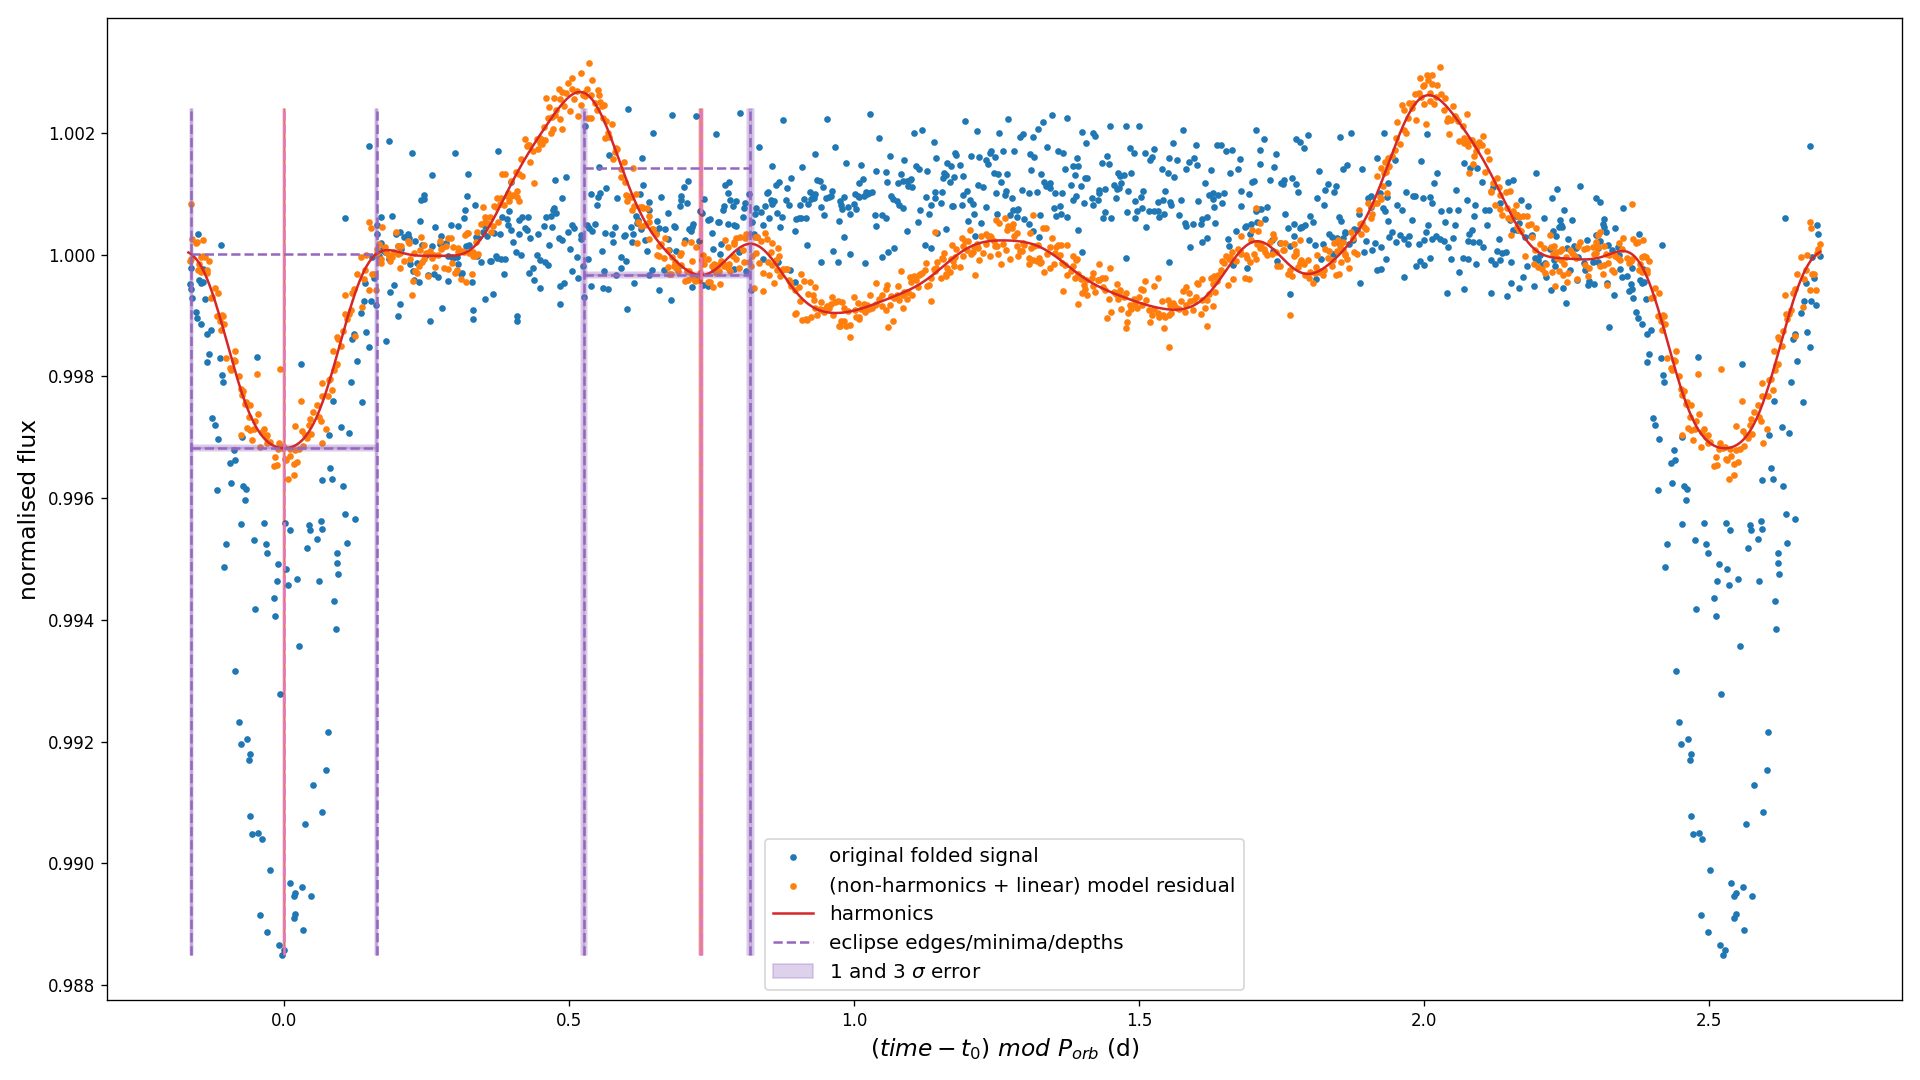 normalised flux
1.002
1.000
0.998
0.996
0.994
0.992
0.990
0.988
original folded signal
(non-harmonics + linear) model residual
harmonics
eclipse edges/minima/depths
1 and 3 σ error
0.0 0.5 1.0 1.5 2.0 2.5
(time − t₀) mod Pₒᵣb (d)